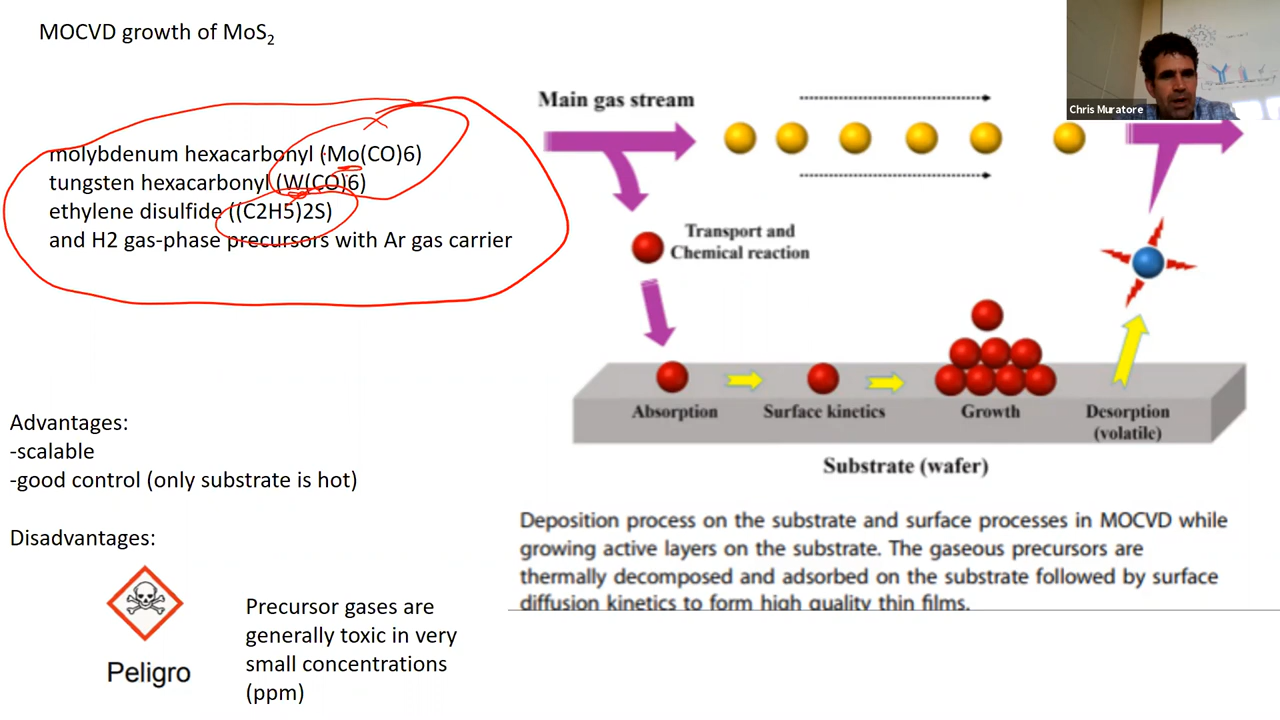 MOCVD growth of MoS2
molybdenum hexacarbonyl (Mo(CO)6)
tungsten hexacarbonyl (W(CO)6)
ethylene disulfide ((C2H5)2S)
and H2 gas-phase precursors with Ar gas carrier
Advantages:
-scalable
-good control (only substrate is hot)
Disadvantages:
Peligro
Precursor gases are
generally toxic in very
small concentrations
(ppm)
Main gas stream
Transport and
Chemical reaction
Absorption
Surface kinetics
Growth
Desorption
(volatile)
Substrate (wafer)
Deposition process on the substrate and surface processes in MOCVD while
growing active layers on the substrate. The gaseous precursors are
thermally decomposed and adsorbed on the substrate followed by surface
diffusion kinetics to form high quality thin films.
Chris Muratore